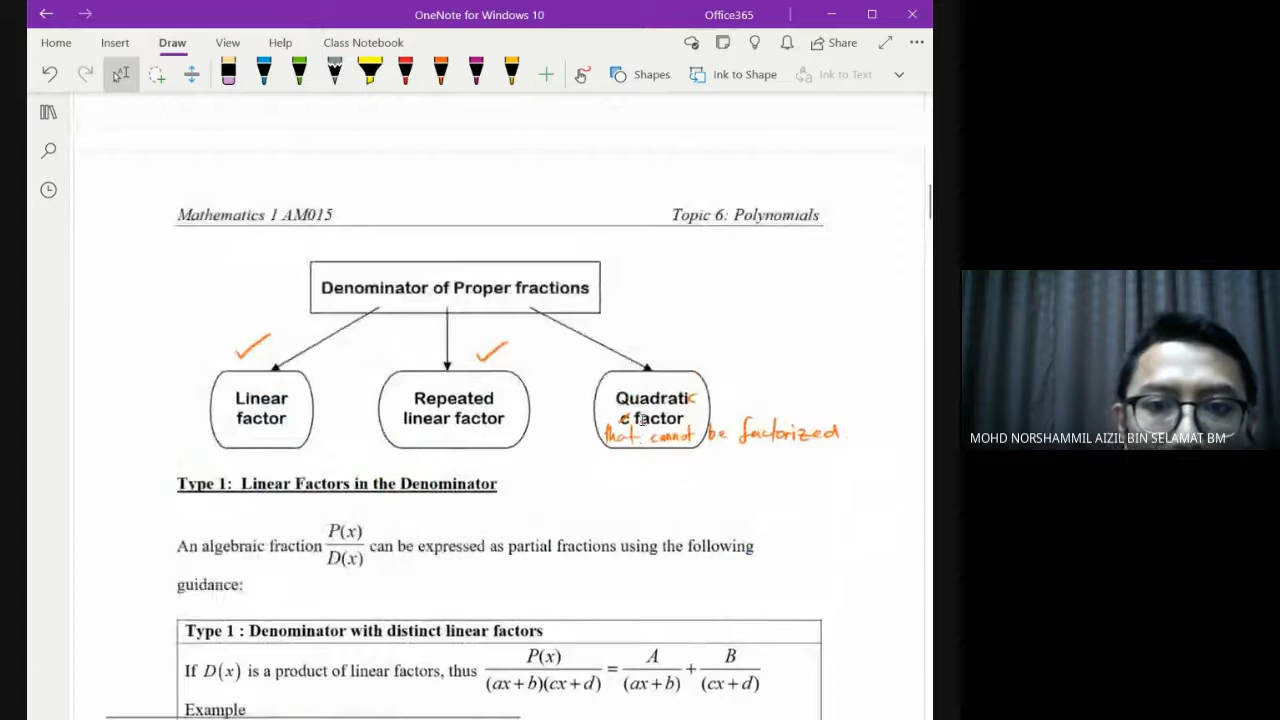 OneNote for Windows 10
Office365
Home Insert Draw View Help Class Notebook
Share
Shapes Ink to Shape Ink to Text
Mathematics 1 AM015
Topic 6: Polynomials
Denominator of Proper fractions
Linear
factor
Repeated
linear factor
Quadratic
c factor
that cannot be factorized
MOHD NORSHAMMIL AIZIL BIN SELAMAT BM
Type 1: Linear Factors in the Denominator
An algebraic fraction P(x)/D(x) can be expressed as partial fractions using the following
guidance:
Type 1 : Denominator with distinct linear factors
If D(x) is a product of linear factors, thus P(x)/((ax+b)(cx+d)) = A/(ax+b) + B/(cx+d)
Example